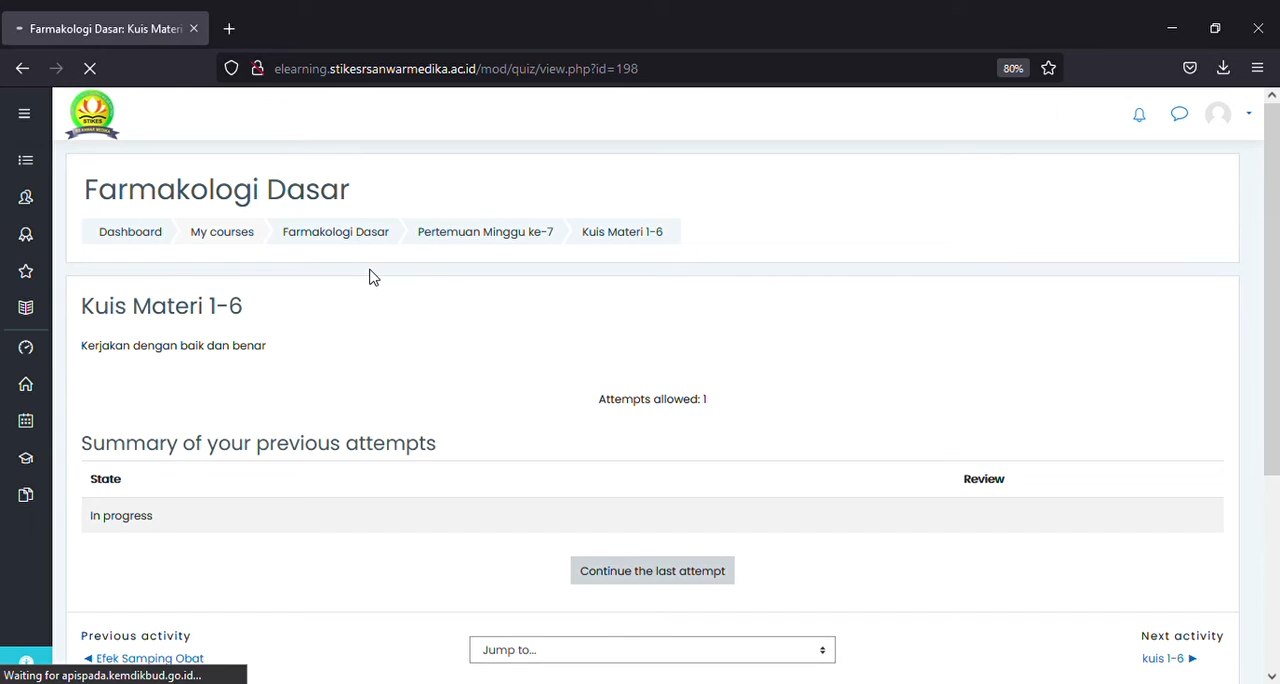 Farmakologi Dasar: Kuis Materi
elearning.stikesrsanwarmedika.ac.id/mod/quiz/view.php?id=198
80%
STIKES
Farmakologi Dasar
Dashboard
My courses
Farmakologi Dasar
Pertemuan Minggu ke-7
Kuis Materi 1-6
Kuis Materi 1-6
Kerjakan dengan baik dan benar
Attempts allowed: 1
Summary of your previous attempts
State
Review
In progress
Continue the last attempt
Previous activity
Next activity
Jump to...
◄ Efek Samping Obat
kuis 1-6 ►
Waiting for apispada.kemdikbud.go.id...